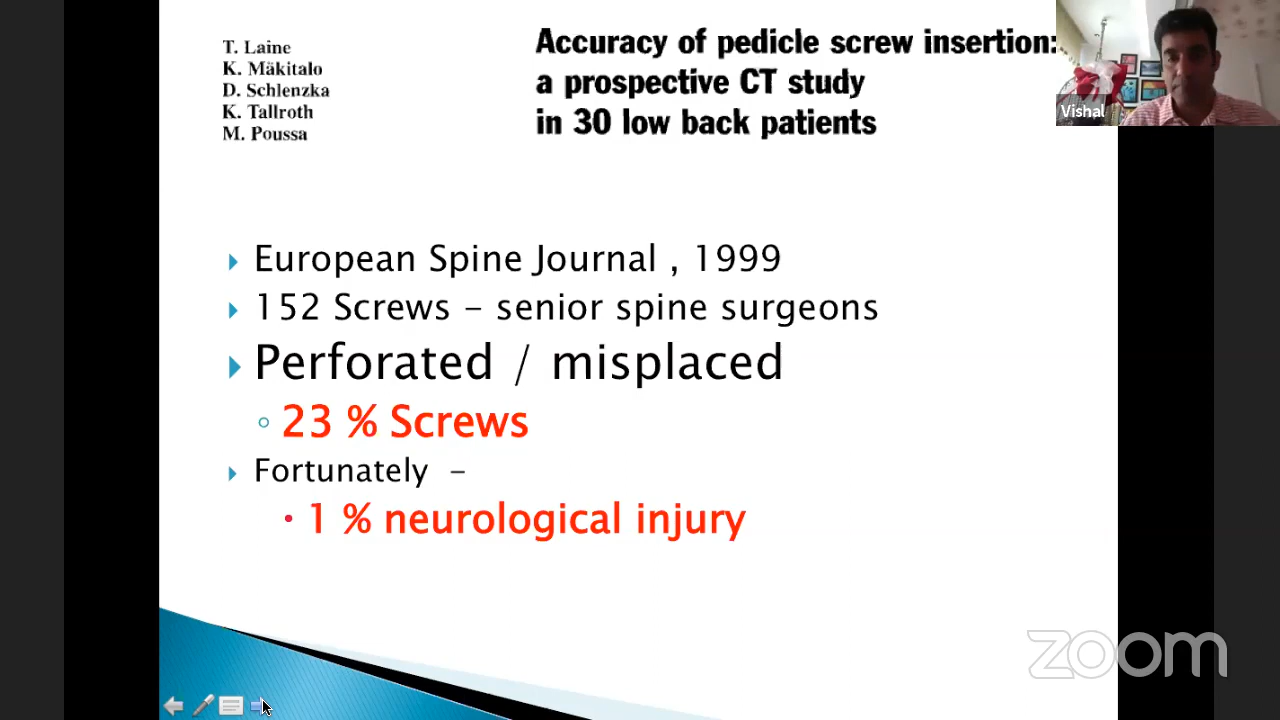 T. Laine
K. Mäkitalo
D. Schlenzka
K. Tallroth
M. Poussa
Accuracy of pedicle screw insertion:
a prospective CT study
in 30 low back patients
Vishal
European Spine Journal , 1999
152 Screws – senior spine surgeons
Perforated / misplaced
23 % Screws
Fortunately –
1 % neurological injury
zoom